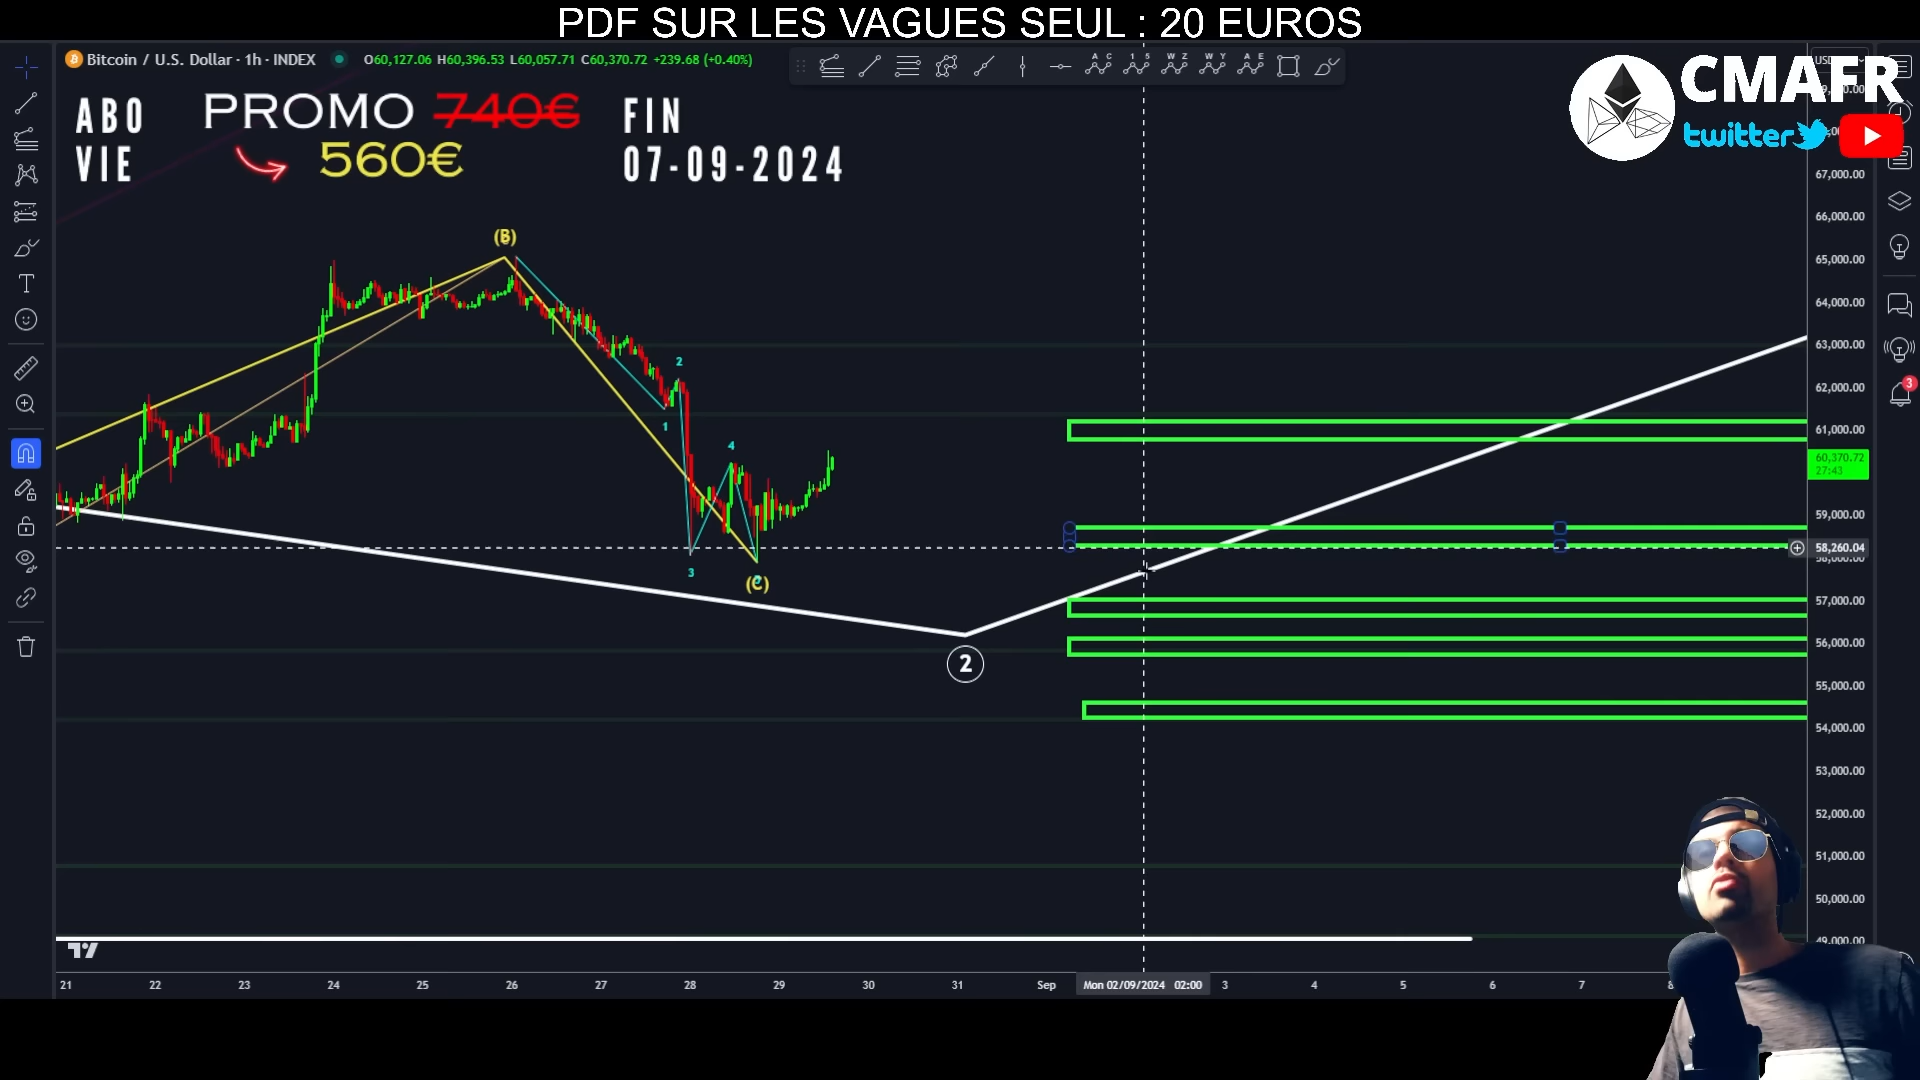 PDF SUR LES VAGUES SEUL : 20 EUROS
Bitcoin / U.S. Dollar · 1h · INDEX
O60,127.06 H60,396.53 L60,057.71 C60,370.72 +239.68 (+0.40%)
A C
1 5
W Z
W Y
A E
CMAFR
twitter
ABO
VIE
PROMO 740€
560€
FIN
07-09-2024
67,000.00
66,000.00
65,000.00
64,000.00
63,000.00
62,000.00
61,000.00
60,370.72
27:43
59,000.00
58,260.04
57,000.00
56,000.00
55,000.00
54,000.00
53,000.00
52,000.00
51,000.00
50,000.00
49,000.00
3
(B)
2
1
4
3
(C)
2
21 22 23 24 25 26 27 28 29 30 31 Sep Mon 02/09/2024 02:00 3 4 5 6 7